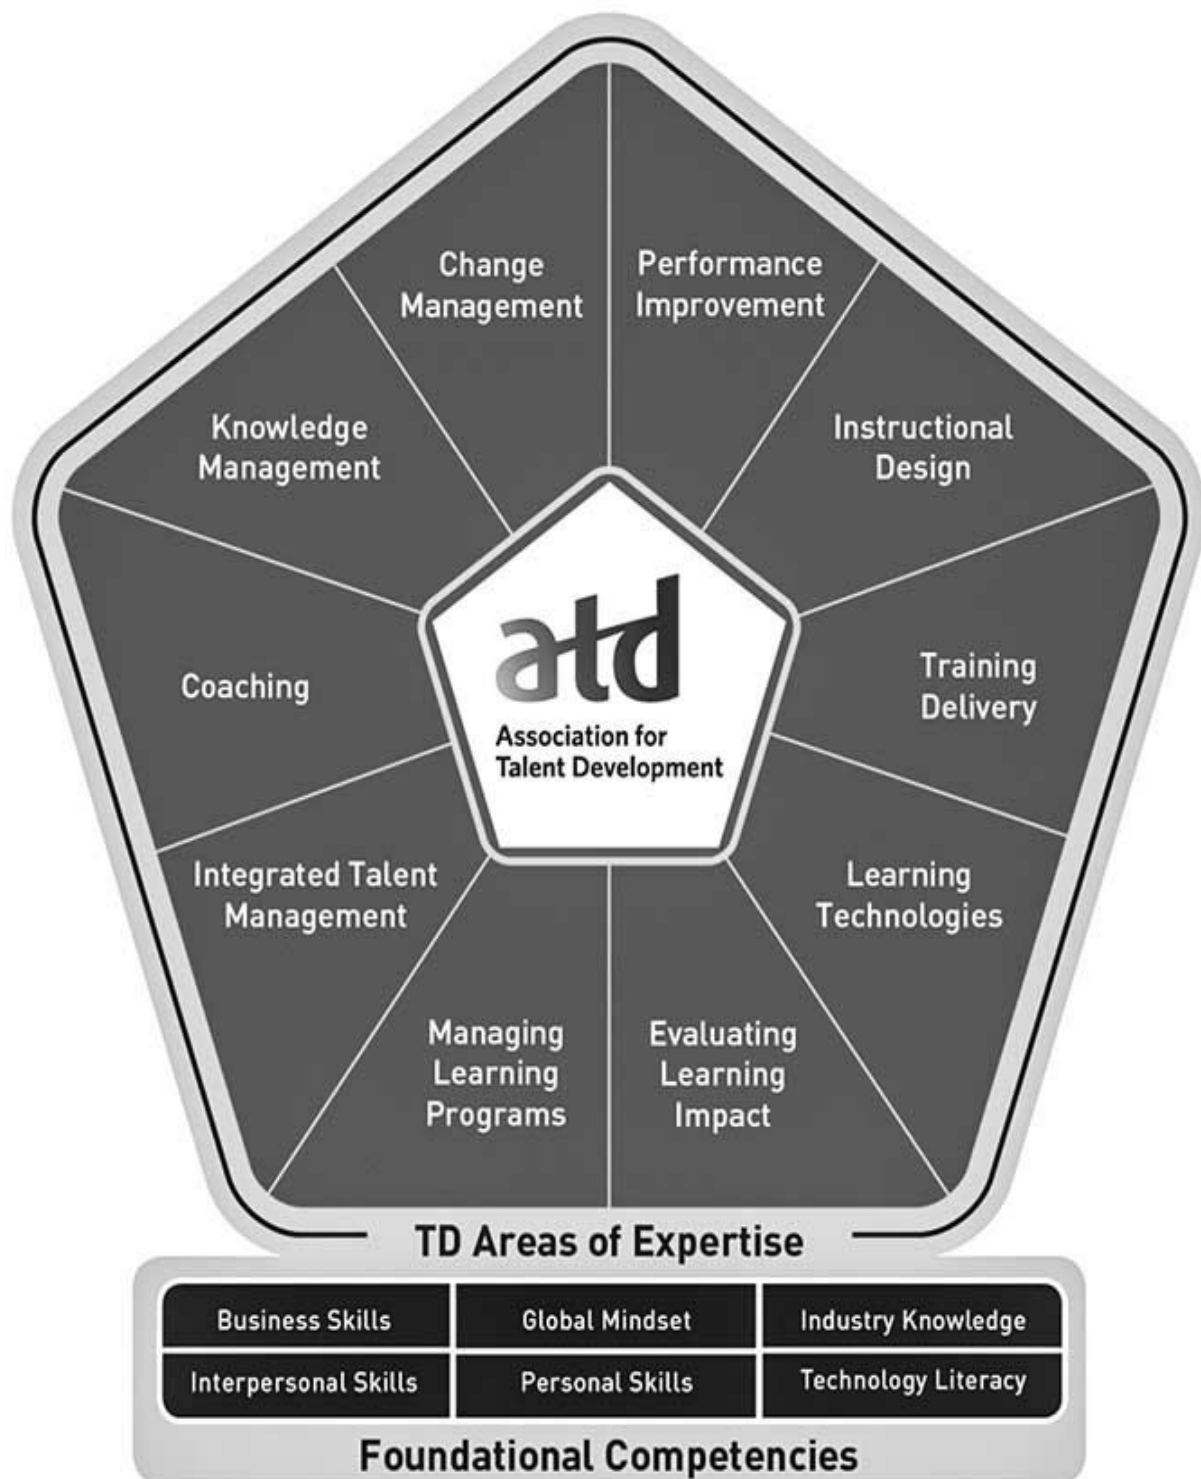 Change
Management
Performance
Improvement
Knowledge
Management
Instructional
Design
Coaching
atd
Association for
Talent Development
Training
Delivery
Integrated Talent
Management
Learning
Technologies
Managing
Learning
Programs
Evaluating
Learning
Impact
TD Areas of Expertise
Business Skills
Global Mindset
Industry Knowledge
Interpersonal Skills
Personal Skills
Technology Literacy
Foundational Competencies